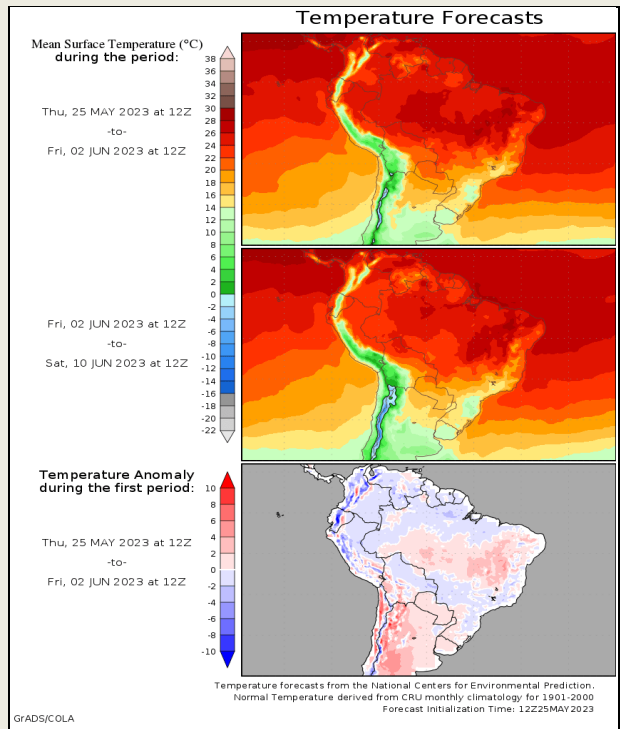 Temperature Forecasts
Mean Surface Temperature (°C)
during the period:
Thu, 25 MAY 2023 at 12Z
-to-
Fri, 02 JUN 2023 at 12Z
38
36
34
32
30
28
26
24
22
20
18
16
14
12
10
8
6
4
2
0
-2
-4
-6
-8
-10
-12
-14
-16
-18
-20
-22
Fri, 02 JUN 2023 at 12Z
-to-
Sat, 10 JUN 2023 at 12Z
Temperature Anomaly
during the first period:
Thu, 25 MAY 2023 at 12Z
-to-
Fri, 02 JUN 2023 at 12Z
10
8
6
4
2
0
-2
-4
-6
-8
-10
Temperature forecasts from the National Centers for Environmental Prediction.
Normal Temperature derived from CRU monthly climatology for 1901-2000
Forecast Initialization Time: 12Z25MAY2023
GrADS/COLA